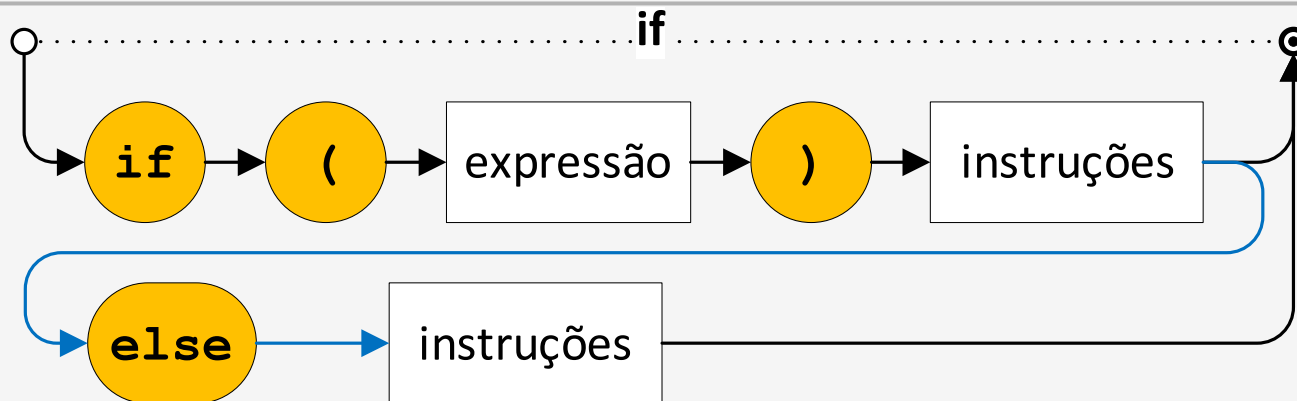 if
if ( expressão ) instruções
else instruções